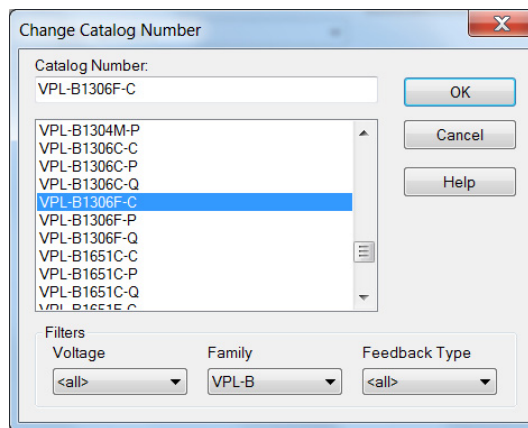 Change Catalog Number
Catalog Number:
VPL-B1306F-C
OK
VPL-B1304M-P
VPL-B1306C-C
VPL-B1306C-P
VPL-B1306C-Q
VPL-B1306F-C
VPL-B1306F-P
VPL-B1306F-Q
VPL-B1651C-C
VPL-B1651C-P
VPL-B1651C-Q
VPL-B1651F-C
Cancel
Help
Filters
Voltage
Family
Feedback Type
<all>
VPL-B
<all>